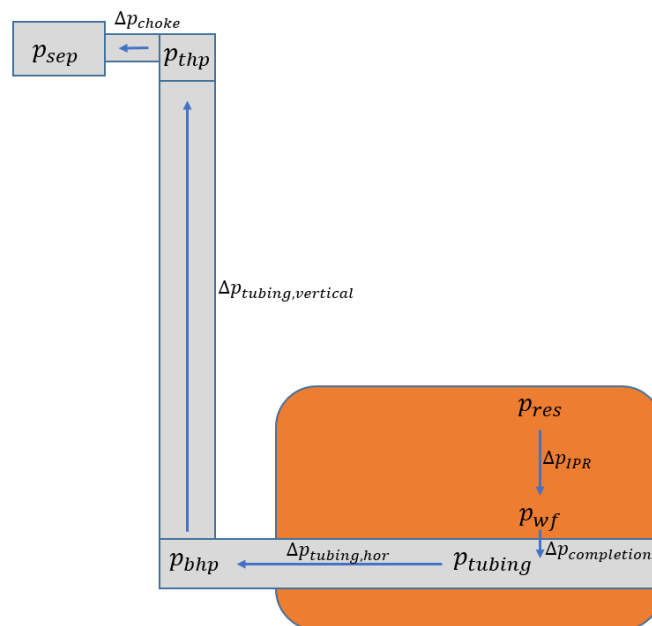 Δp_choke
p_sep
p_thp
Δp_tubing,vertical
p_res
Δp_IPR
p_wf
Δp_completion
p_bhp
Δp_tubing,hor
p_tubing